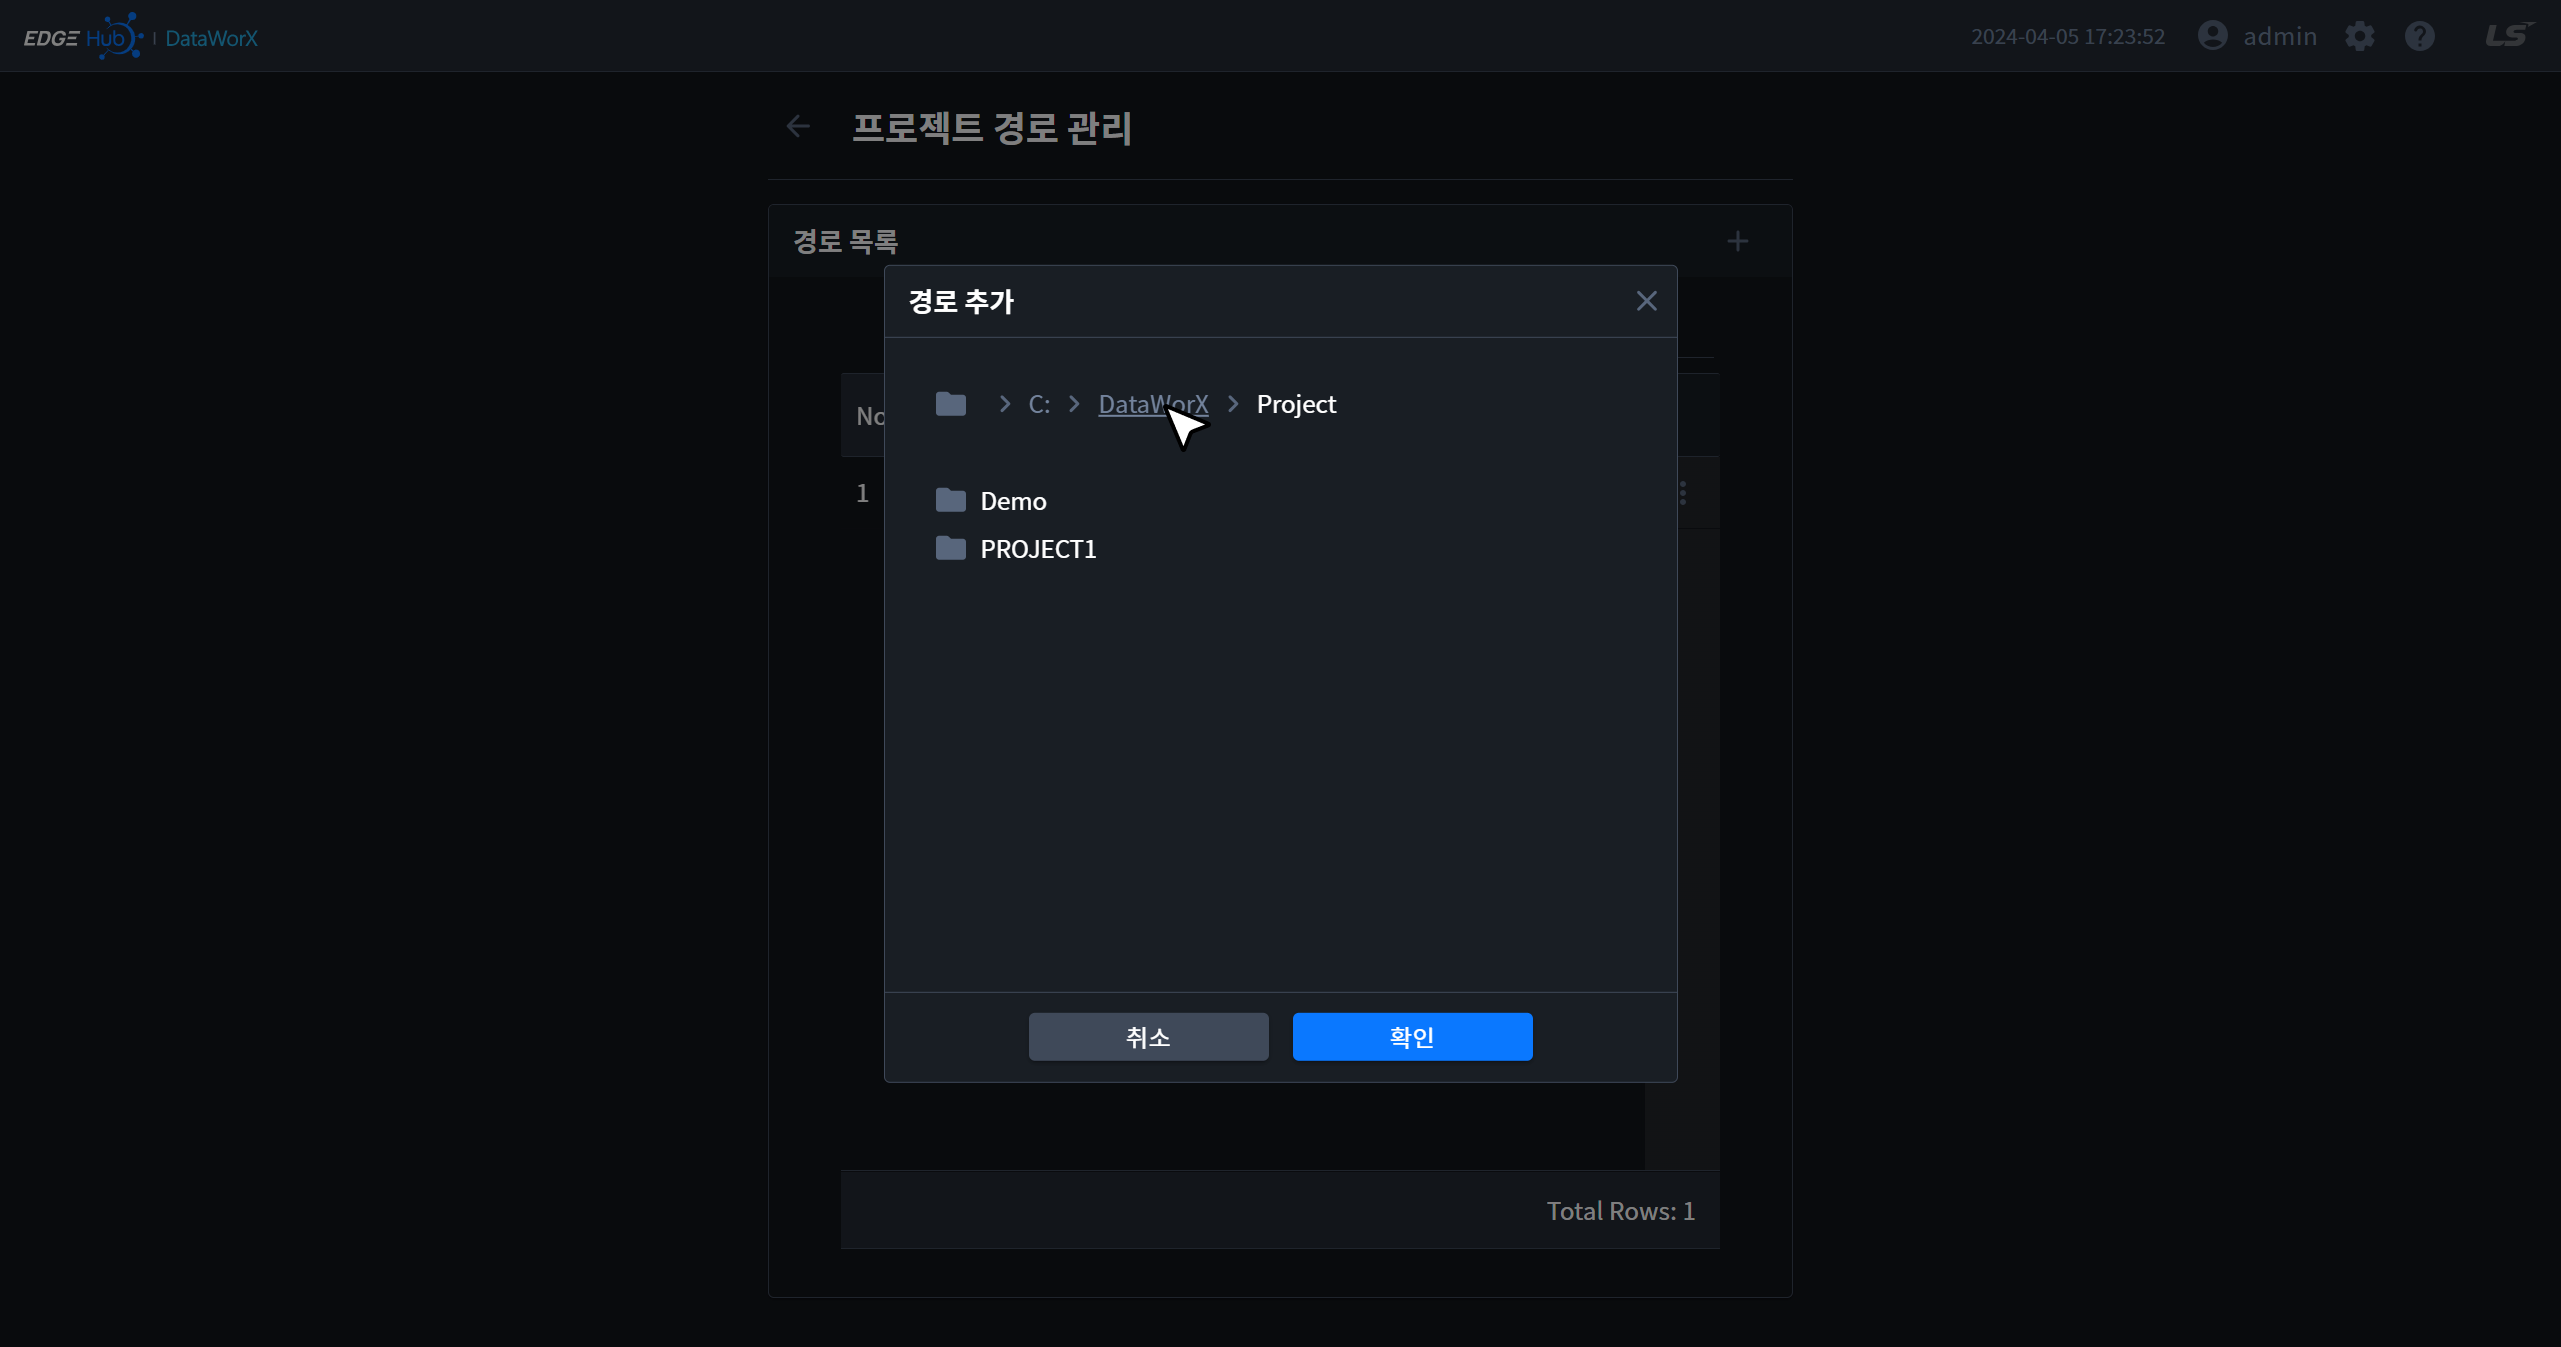 EDGE Hub | DataWorX
2024-04-05 17:23:52 admin LS
프로젝트 경로 관리
경로 목록
경로 추가
C: DataWorX Project
No
1
Demo
PROJECT1
취소 확인
Total Rows: 1